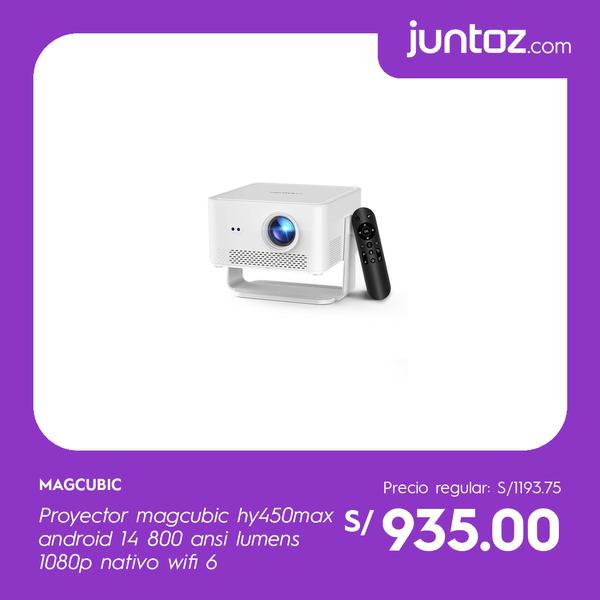 juntoz.com
MAGCUBIC
Proyector magcubic hy450max
android 14 800 ansi lumens
1080p nativo wifi 6
Precio regular: S/1193.75
S/ 935.00